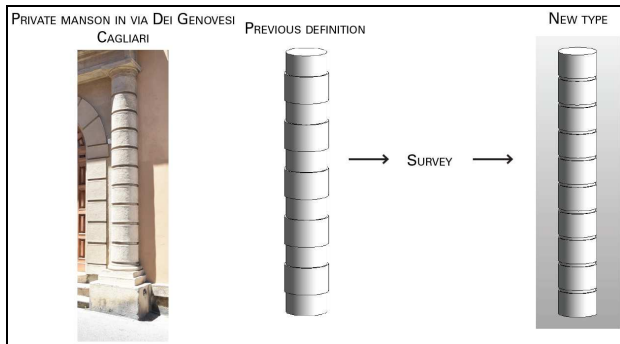 Private manson in via Dei Genovesi
Cagliari
Previous definition
Survey
New type